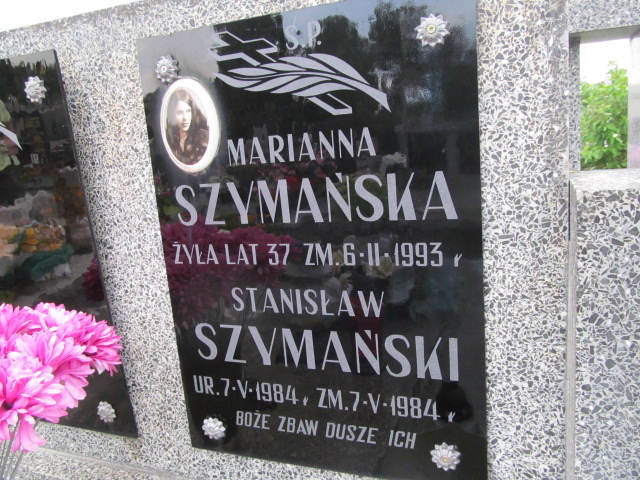 Ś.P.
MARIANNA
SZYMAŃSKA
ŻYŁA LAT 37 ZM. 6-II-1993 r
STANISŁAW
SZYMAŃSKI
UR. 7-V-1984 r ZM. 7-V-1984 r
BOŻE ZBAW DUSZE ICH